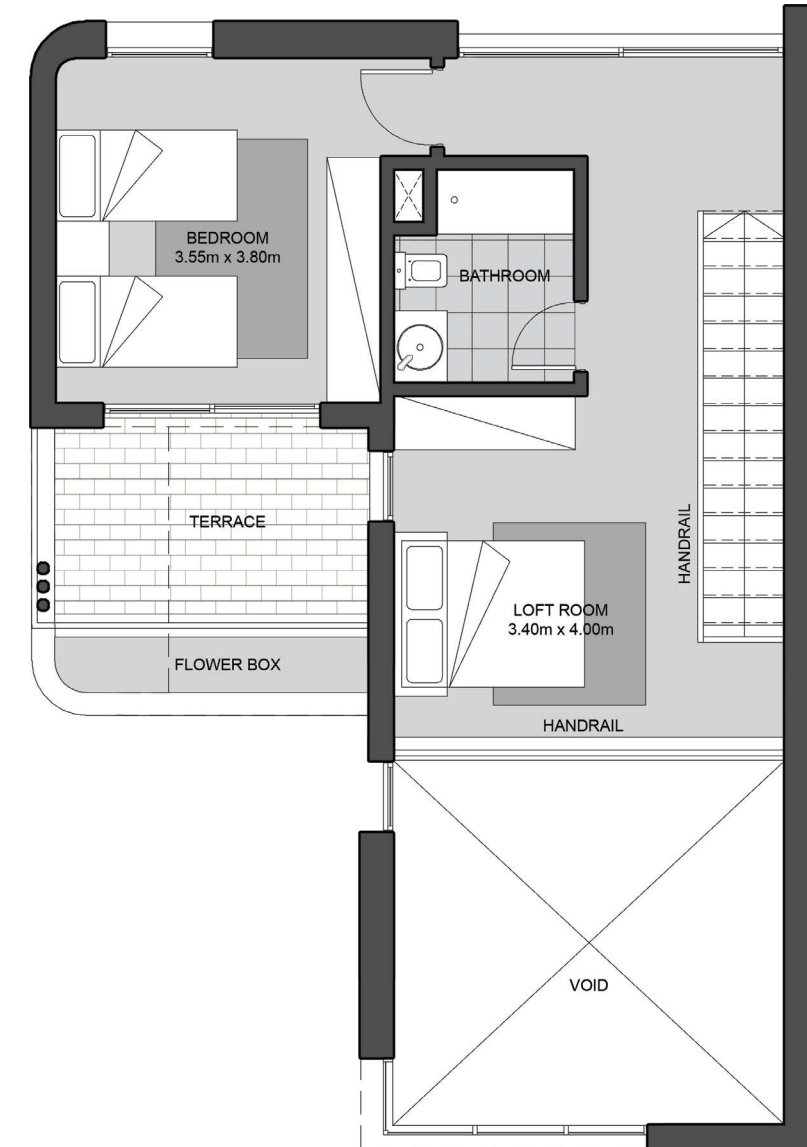 BEDROOM
3.55m x 3.80m
BATHROOM
TERRACE
HANDRAIL
LOFT ROOM
3.40m x 4.00m
FLOWER BOX
HANDRAIL
VOID